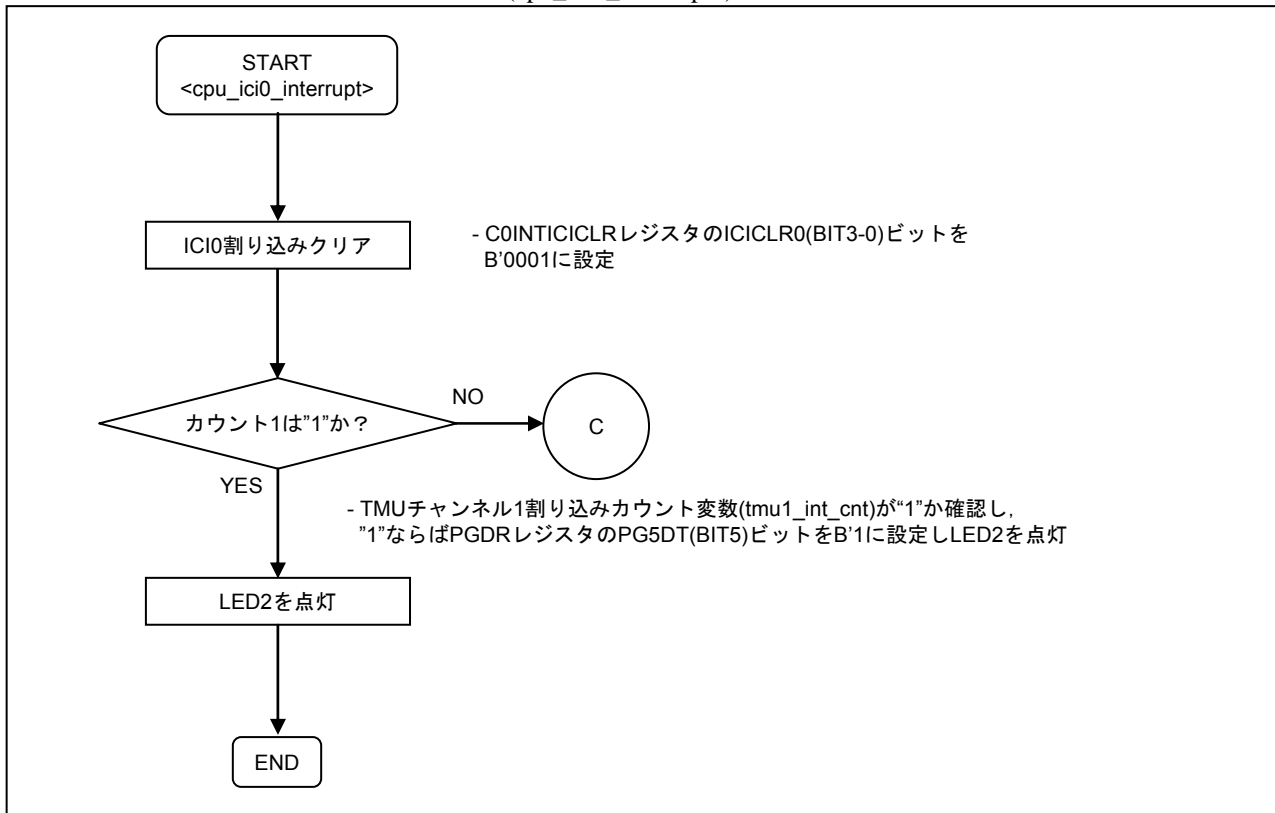 START
<cpu_ici0_interrupt>
ICI0割り込みクリア
- C0INTICICLRレジスタのICICLR0(BIT3-0)ビットを
B’0001に設定
カウント1は”1”か？
NO
C
YES
- TMUチャンネル1割り込みカウント変数(tmu1_int_cnt)が“1”か確認し,
”1”ならばPGDRレジスタのPG5DT(BIT5)ビットをB’1に設定しLED2を点灯
LED2を点灯
END